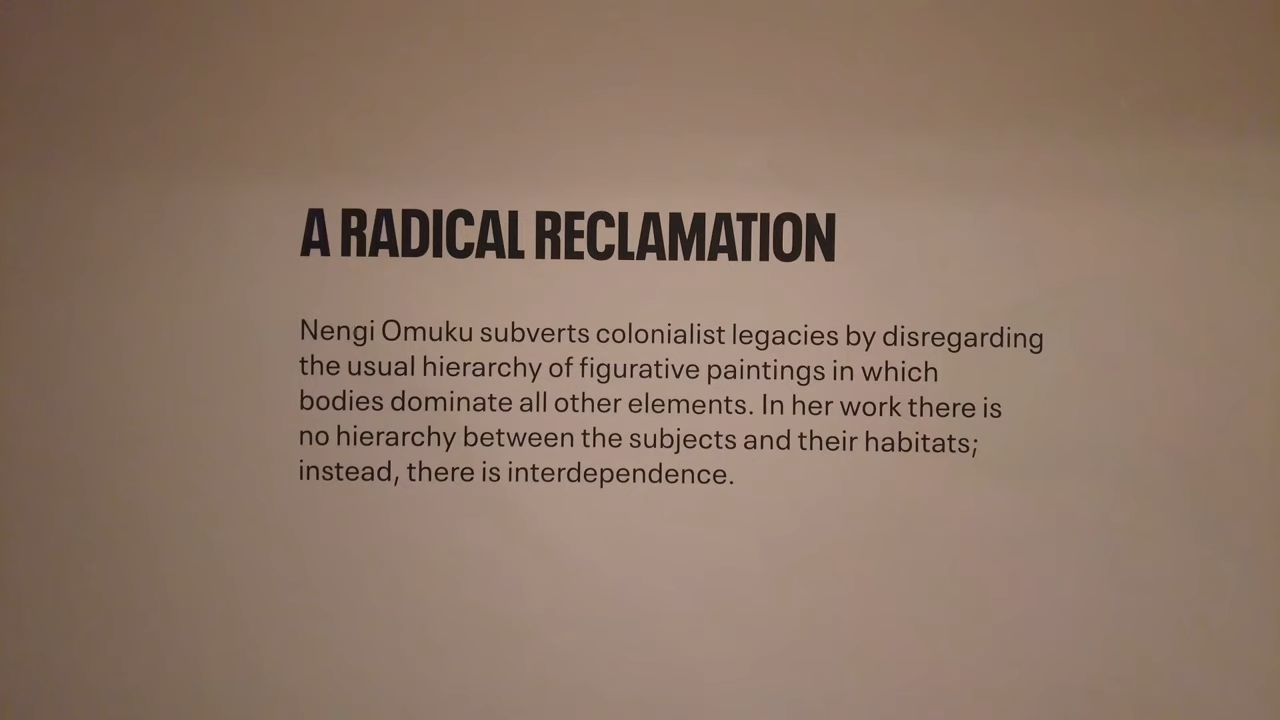 A RADICAL RECLAMATION
Nengi Omuku subverts colonialist legacies by disregarding
the usual hierarchy of figurative paintings in which
bodies dominate all other elements. In her work there is
no hierarchy between the subjects and their habitats;
instead, there is interdependence.